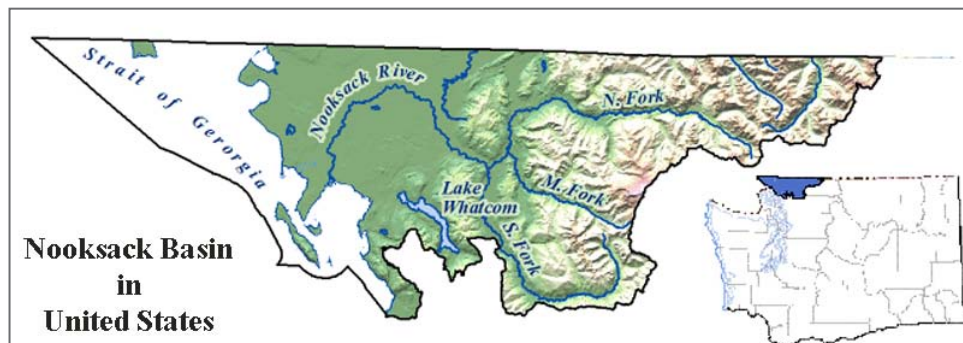 Strait of Gerorgia
Nooksack River
N. Fork
M. Fork
Lake
Whatcom
S. Fork
Nooksack Basin
in
United States